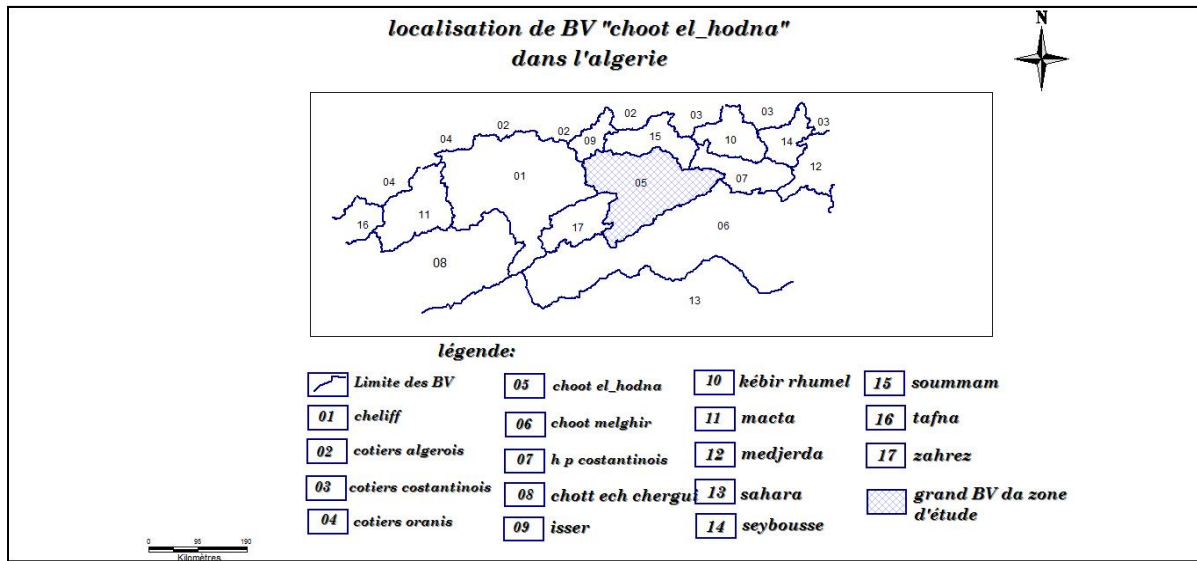 localisation de BV "choot el_hodna"
dans l'algerie
N
02
03
03
03
02
02
04
09
15
10
14
12
01
05
07
04
11
16
17
06
08
13
légende:
Limite des BV
01 cheliff
02 cotiers algerois
03 cotiers costantinois
04 cotiers oranis
05 choot el_hodna
06 choot melghir
07 h p costantinois
08 chott ech chergui
09 isser
10 kébir rhumel
11 macta
12 medjerda
13 sahara
14 seybousse
15 soummam
16 tafna
17 zahrez
grand BV da zone
d'étude
0 95 190
Kilomètres